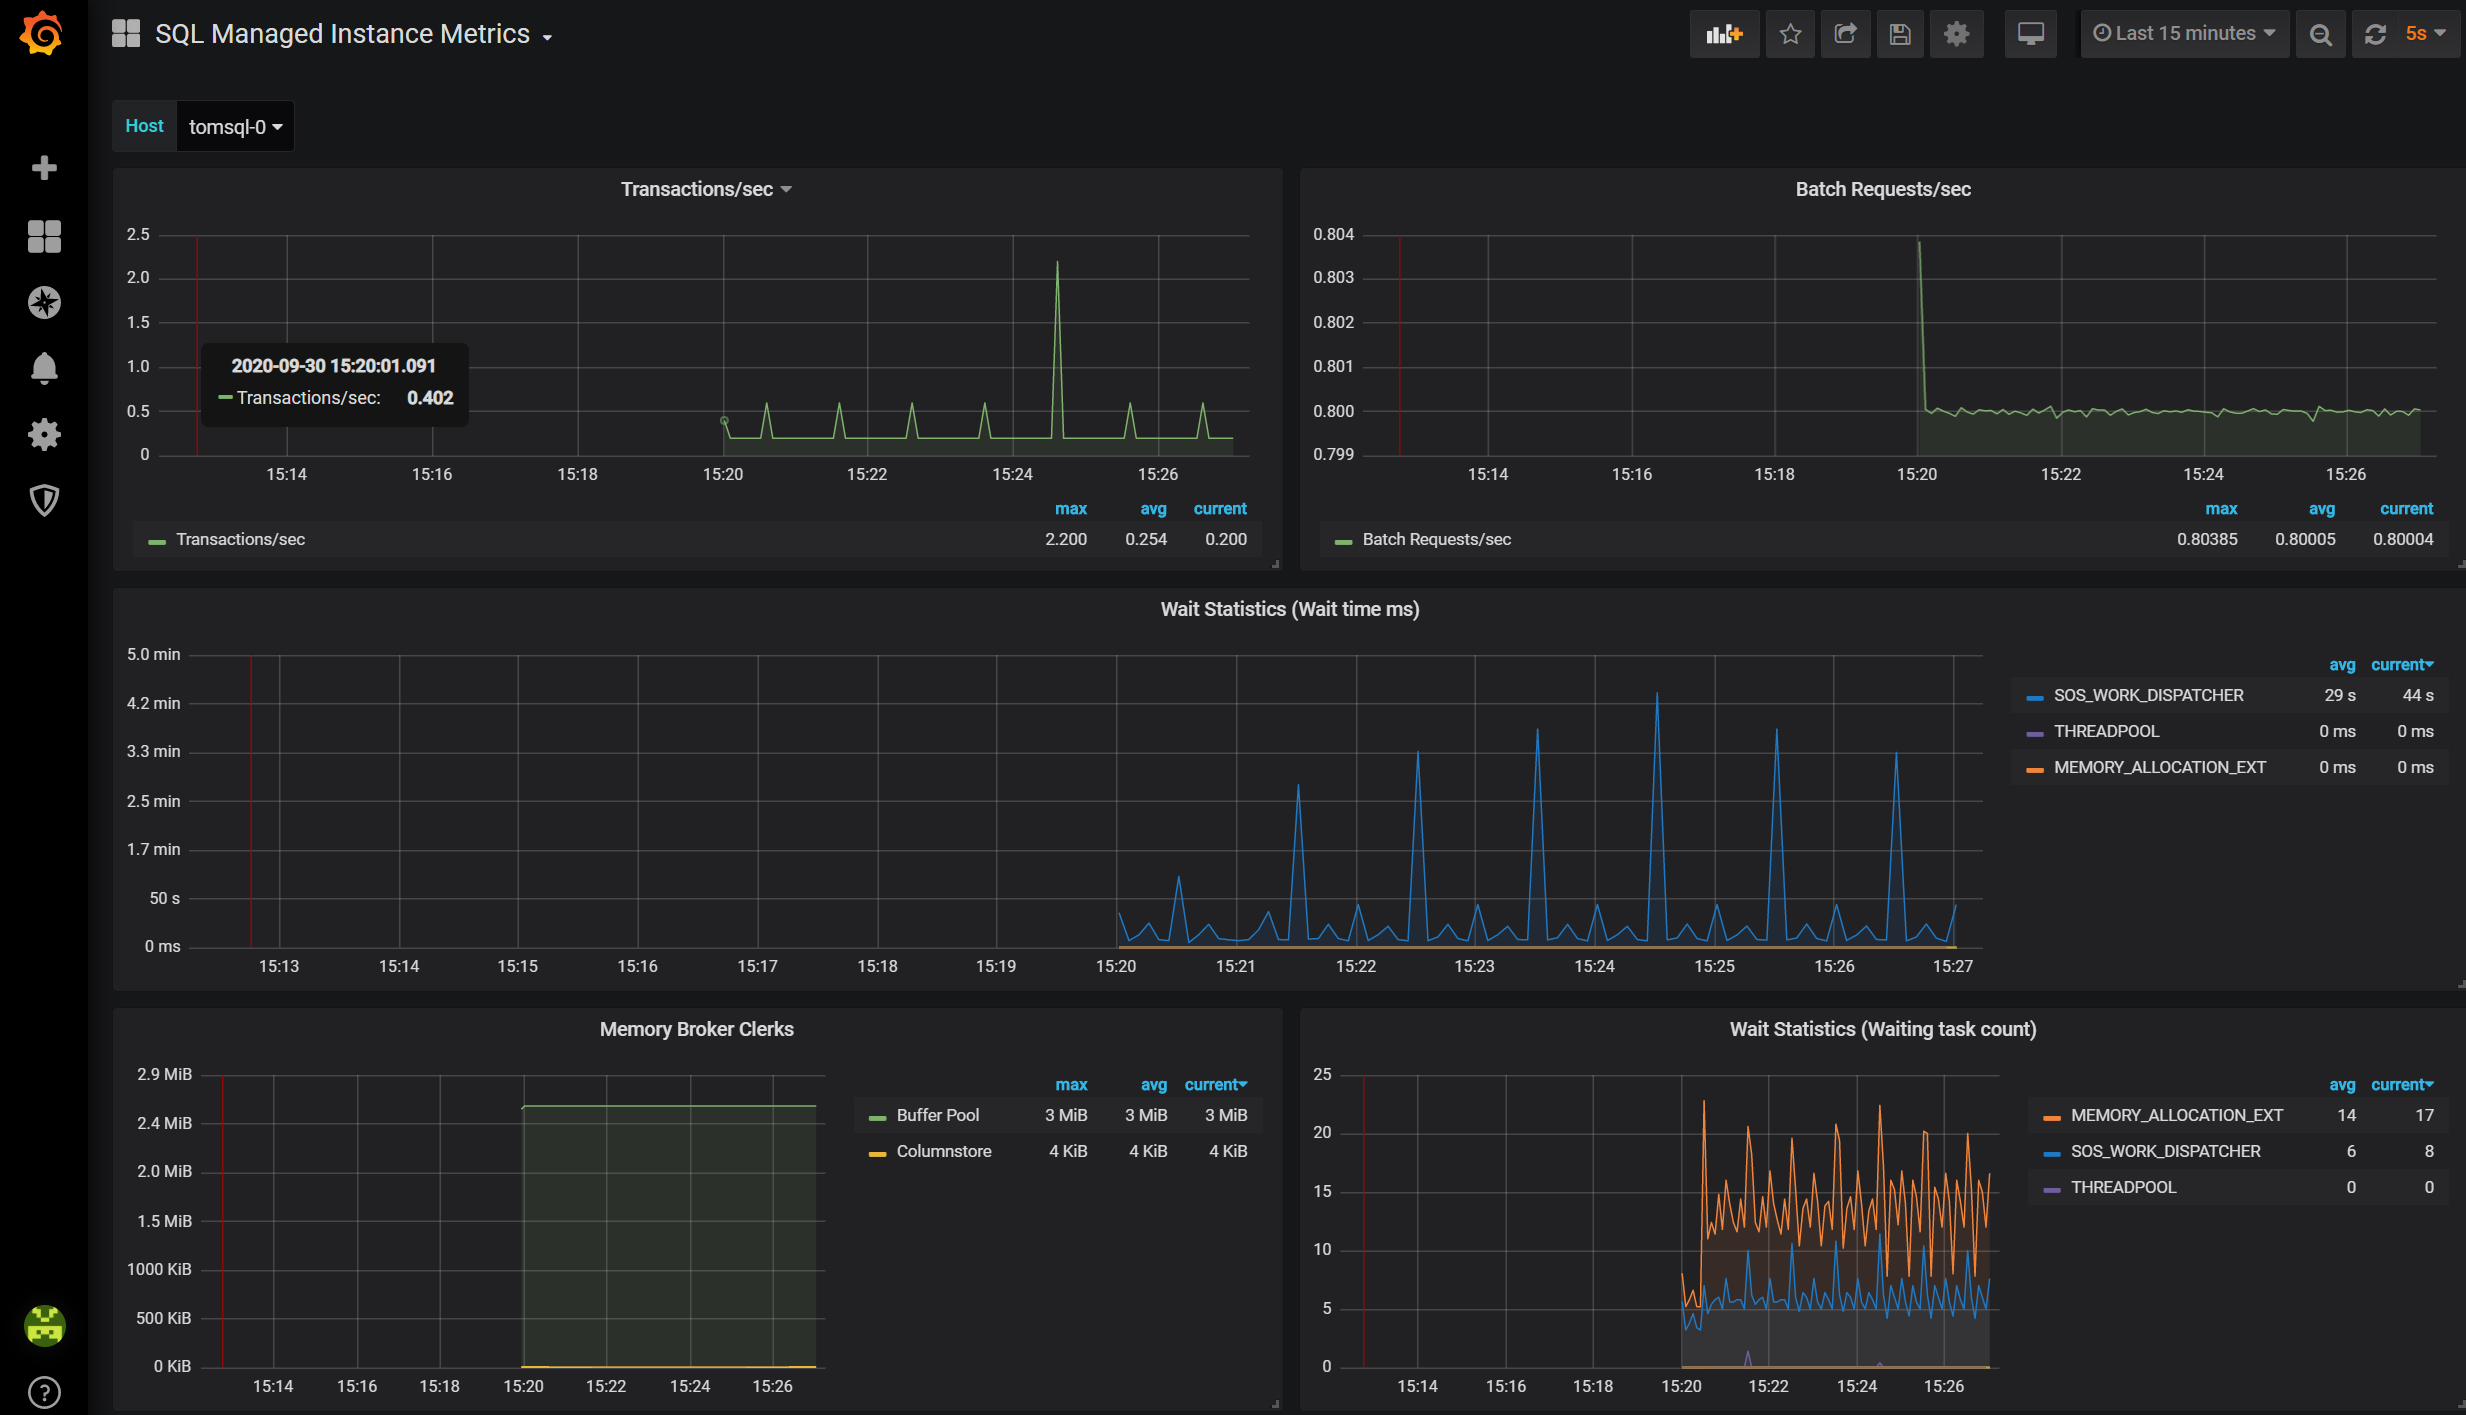 SQL Managed Instance Metrics
Last 15 minutes
5s
Host
tomsql-0
Transactions/sec
2.5
2.0
1.5
1.0
0.5
0
2020-09-30 15:20:01.091
Transactions/sec: 0.402
15:14 15:16 15:18 15:20 15:22 15:24 15:26
max avg current
Transactions/sec 2.200 0.254 0.200
Batch Requests/sec
0.804
0.803
0.802
0.801
0.800
0.799
15:14 15:16 15:18 15:20 15:22 15:24 15:26
max avg current
Batch Requests/sec 0.80385 0.80005 0.80004
Wait Statistics (Wait time ms)
5.0 min
4.2 min
3.3 min
2.5 min
1.7 min
50 s
0 ms
15:13 15:14 15:15 15:16 15:17 15:18 15:19 15:20 15:21 15:22 15:23 15:24 15:25 15:26 15:27
avg current
SOS_WORK_DISPATCHER 29 s 44 s
THREADPOOL 0 ms 0 ms
MEMORY_ALLOCATION_EXT 0 ms 0 ms
Memory Broker Clerks
2.9 MiB
2.4 MiB
2.0 MiB
1.5 MiB
1000 KiB
500 KiB
0 KiB
15:14 15:16 15:18 15:20 15:22 15:24 15:26
max avg current
Buffer Pool 3 MiB 3 MiB 3 MiB
Columnstore 4 KiB 4 KiB 4 KiB
Wait Statistics (Waiting task count)
25
20
15
10
5
0
15:14 15:16 15:18 15:20 15:22 15:24 15:26
avg current
MEMORY_ALLOCATION_EXT 14 17
SOS_WORK_DISPATCHER 6 8
THREADPOOL 0 0